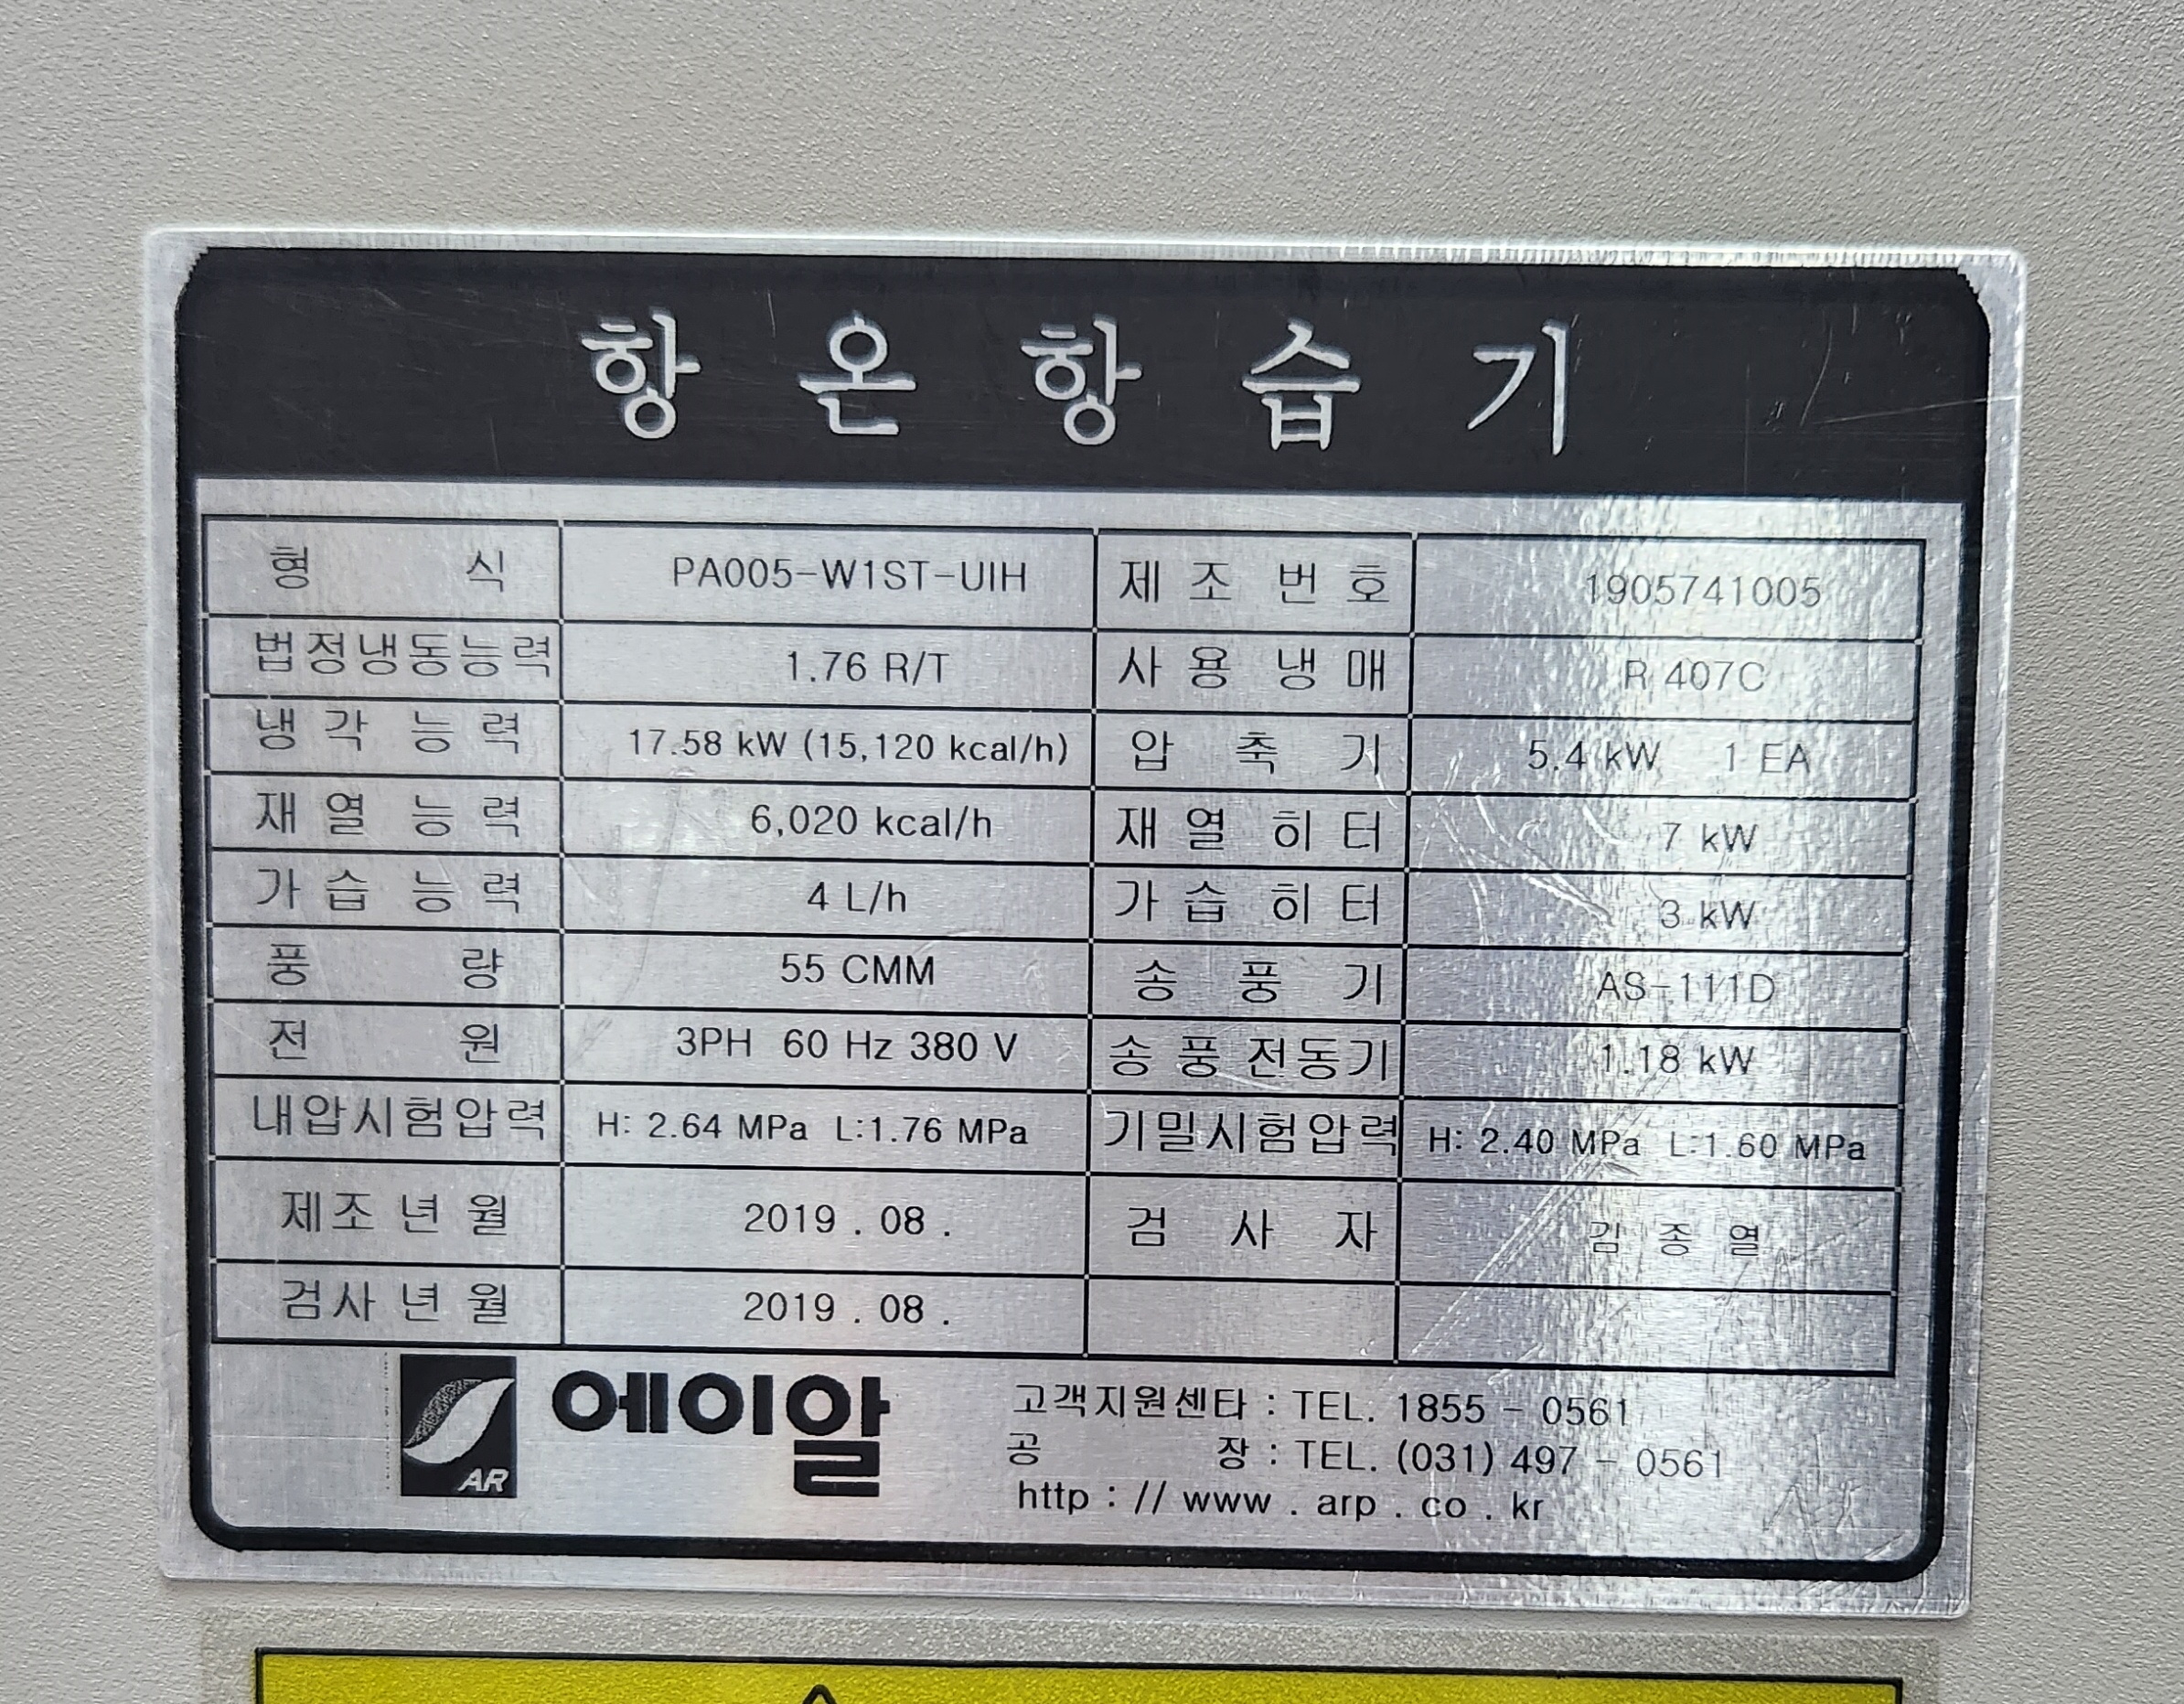 항온항습기
형식 PA005-W1ST-UIH 제조번호 1905741005
법정냉동능력 1.76 R/T 사용냉매 R 407C
냉각능력 17.58 kW (15,120 kcal/h) 압축기 5.4 kW 1 EA
재열능력 6,020 kcal/h 재열히터 7 kW
가습능력 4 L/h 가습히터 3 kW
풍량 55 CMM 송풍기 AS-111D
전원 3PH 60 Hz 380 V 송풍전동기 1.18 kW
내압시험압력 H: 2.64 MPa L:1.76 MPa 기밀시험압력 H: 2.40 MPa L:1.60 MPa
제조년월 2019 . 08 . 검사자 김종열
검사년월 2019 . 08 .
AR 에이알
고객지원센타 : TEL. 1855 - 0561
공장 : TEL. (031) 497 - 0561
http : // www . arp . co . kr